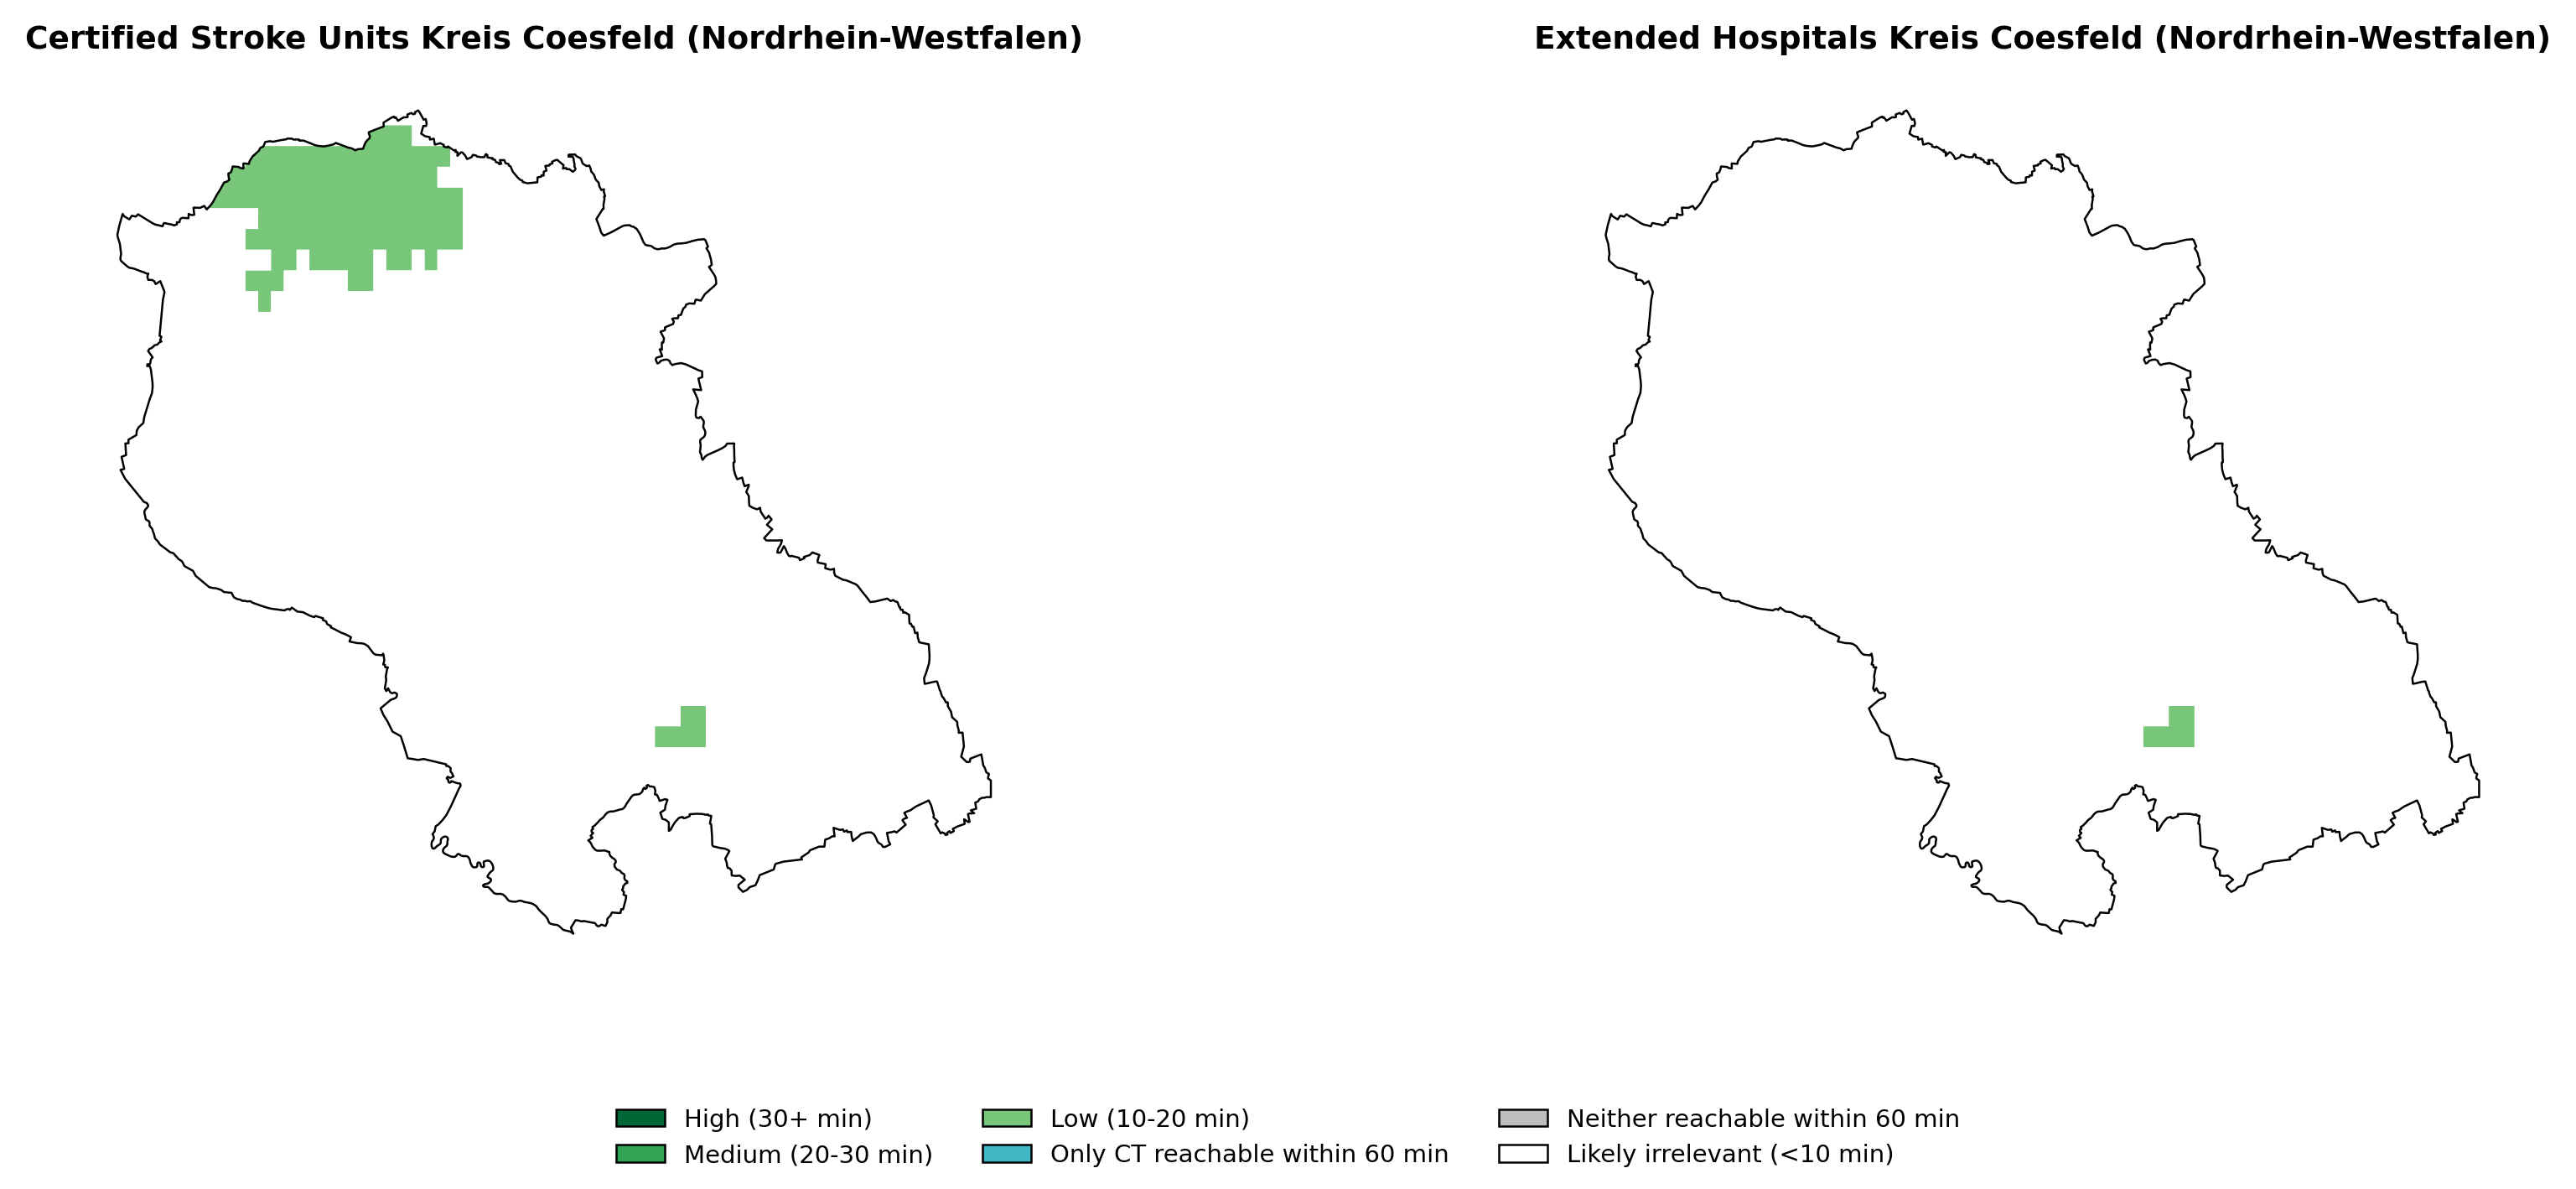 Certified Stroke Units Kreis Coesfeld (Nordrhein-Westfalen)
Extended Hospitals Kreis Coesfeld (Nordrhein-Westfalen)
High (30+ min)
Medium (20-30 min)
Low (10-20 min)
Only CT reachable within 60 min
Neither reachable within 60 min
Likely irrelevant (<10 min)